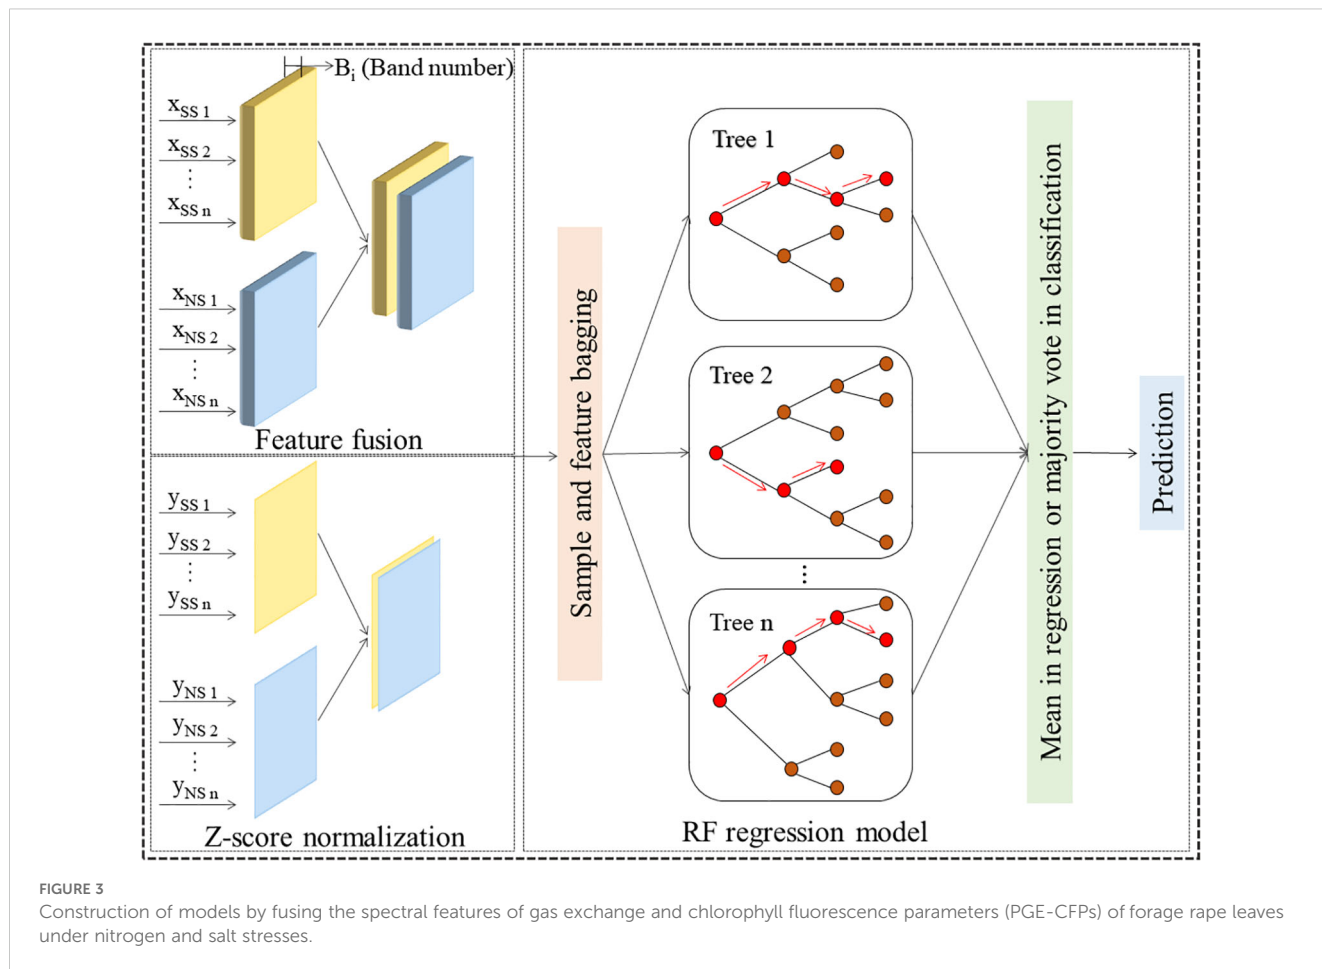 B_i (Band number)
x_SS 1
x_SS 2
⋮
x_SS n
x_NS 1
x_NS 2
⋮
x_NS n
Feature fusion
y_SS 1
y_SS 2
⋮
y_SS n
y_NS 1
y_NS 2
⋮
y_NS n
Z-score normalization
Sample and feature bagging
Tree 1
Tree 2
⋮
Tree n
RF regression model
Mean in regression or majority vote in classification
Prediction
FIGURE 3
Construction of models by fusing the spectral features of gas exchange and chlorophyll fluorescence parameters (PGE-CFPs) of forage rape leaves
under nitrogen and salt stresses.